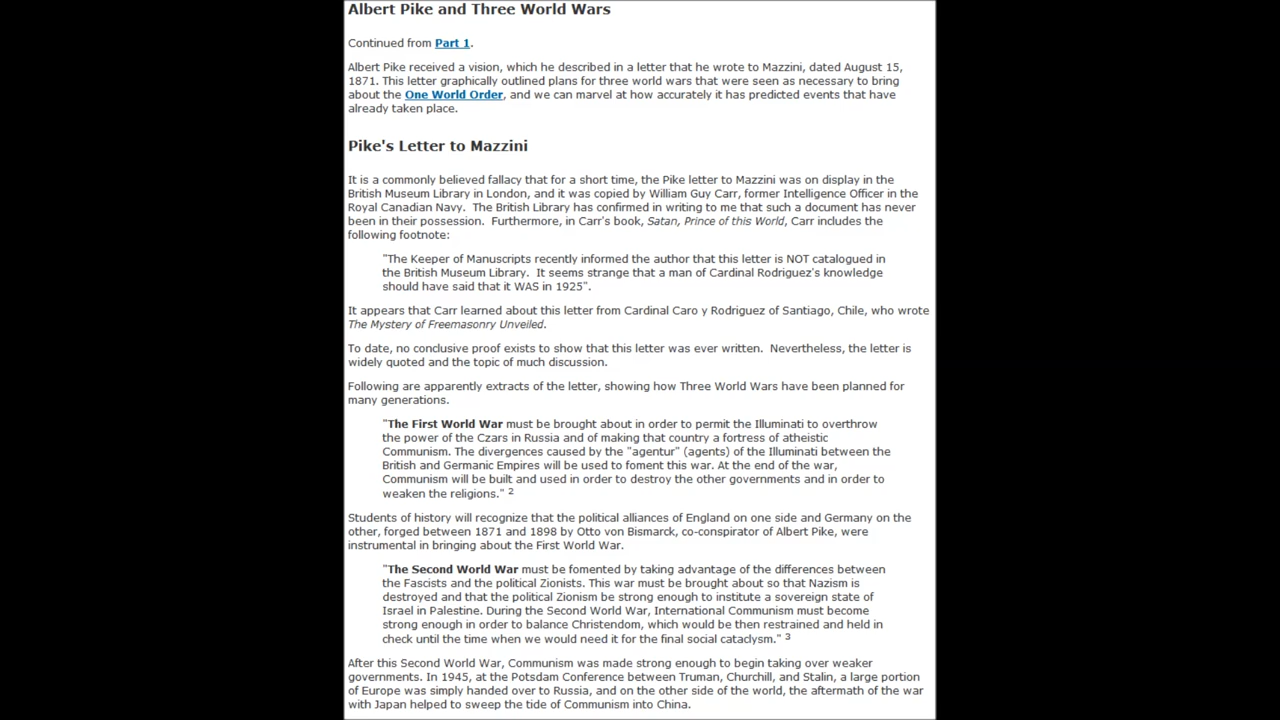 Albert Pike and Three World Wars
Continued from Part 1.
Albert Pike received a vision, which he described in a letter that he wrote to Mazzini, dated August 15,
1871. This letter graphically outlined plans for three world wars that were seen as necessary to bring
about the One World Order, and we can marvel at how accurately it has predicted events that have
already taken place.
Pike's Letter to Mazzini
It is a commonly believed fallacy that for a short time, the Pike letter to Mazzini was on display in the
British Museum Library in London, and it was copied by William Guy Carr, former Intelligence Officer in the
Royal Canadian Navy.  The British Library has confirmed in writing to me that such a document has never
been in their possession.  Furthermore, in Carr's book, Satan, Prince of this World, Carr includes the
following footnote:
"The Keeper of Manuscripts recently informed the author that this letter is NOT catalogued in
the British Museum Library.  It seems strange that a man of Cardinal Rodriguez's knowledge
should have said that it WAS in 1925".
It appears that Carr learned about this letter from Cardinal Caro y Rodriguez of Santiago, Chile, who wrote
The Mystery of Freemasonry Unveiled.
To date, no conclusive proof exists to show that this letter was ever written.  Nevertheless, the letter is
widely quoted and the topic of much discussion.
Following are apparently extracts of the letter, showing how Three World Wars have been planned for
many generations.
"The First World War must be brought about in order to permit the Illuminati to overthrow
the power of the Czars in Russia and of making that country a fortress of atheistic
Communism. The divergences caused by the "agentur" (agents) of the Illuminati between the
British and Germanic Empires will be used to foment this war. At the end of the war,
Communism will be built and used in order to destroy the other governments and in order to
weaken the religions." 2
Students of history will recognize that the political alliances of England on one side and Germany on the
other, forged between 1871 and 1898 by Otto von Bismarck, co-conspirator of Albert Pike, were
instrumental in bringing about the First World War.
"The Second World War must be fomented by taking advantage of the differences between
the Fascists and the political Zionists. This war must be brought about so that Nazism is
destroyed and that the political Zionism be strong enough to institute a sovereign state of
Israel in Palestine. During the Second World War, International Communism must become
strong enough in order to balance Christendom, which would be then restrained and held in
check until the time when we would need it for the final social cataclysm." 3
After this Second World War, Communism was made strong enough to begin taking over weaker
governments. In 1945, at the Potsdam Conference between Truman, Churchill, and Stalin, a large portion
of Europe was simply handed over to Russia, and on the other side of the world, the aftermath of the war
with Japan helped to sweep the tide of Communism into China.